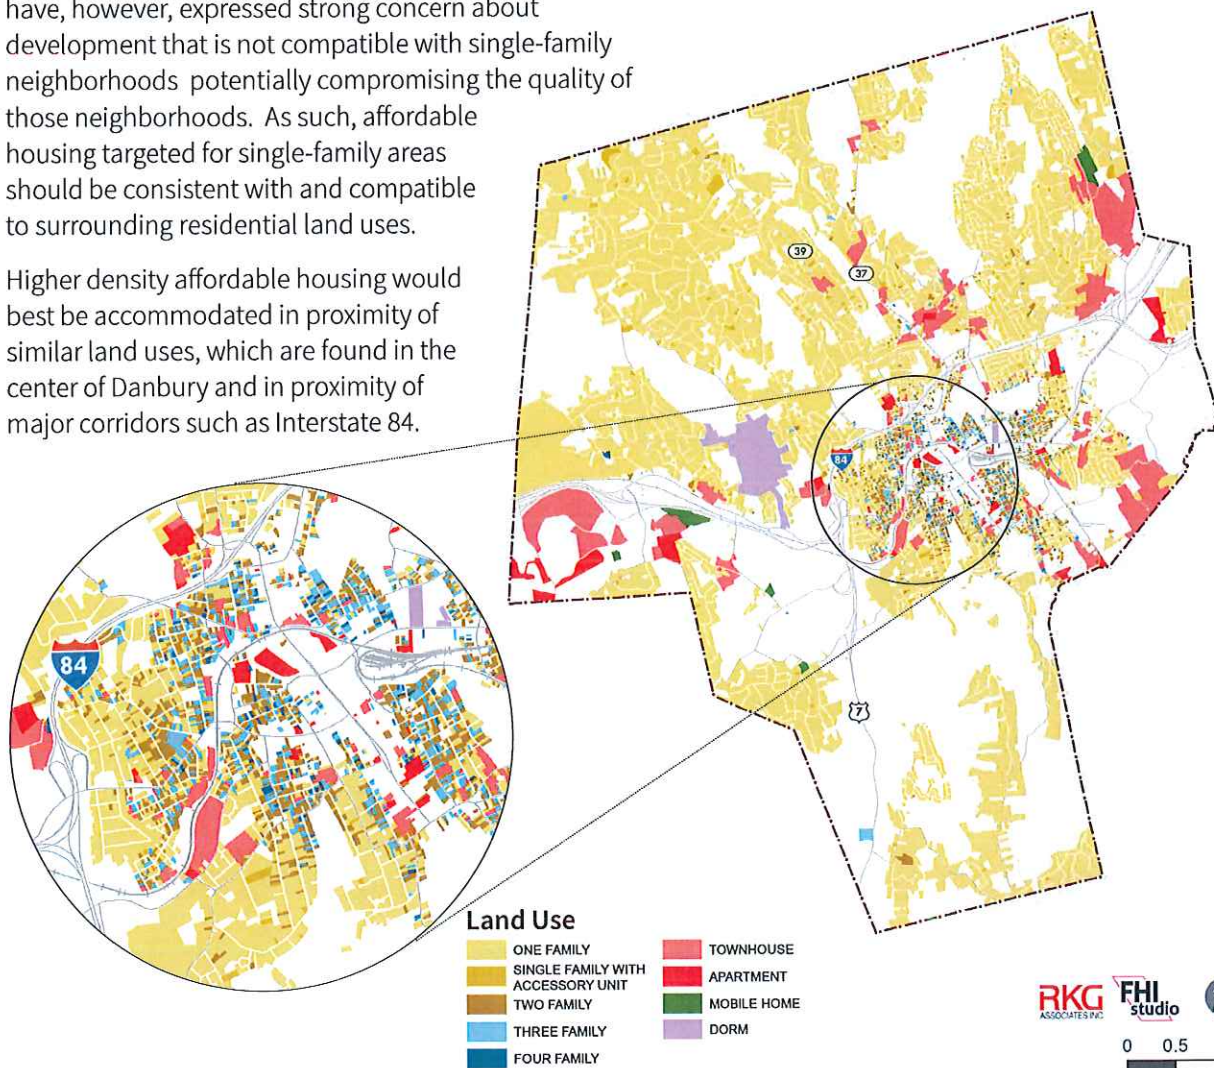 have, however, expressed strong concern about
development that is not compatible with single-family
neighborhoods potentially compromising the quality of
those neighborhoods. As such, affordable
housing targeted for single-family areas
should be consistent with and compatible
to surrounding residential land uses.
Higher density affordable housing would
best be accommodated in proximity of
similar land uses, which are found in the
center of Danbury and in proximity of
major corridors such as Interstate 84.
39
37
84
84
7
Land Use
ONE FAMILY
SINGLE FAMILY WITH
ACCESSORY UNIT
TWO FAMILY
THREE FAMILY
FOUR FAMILY
TOWNHOUSE
APARTMENT
MOBILE HOME
DORM
RKG
ASSOCIATES INC
FHI
studio
0 0.5